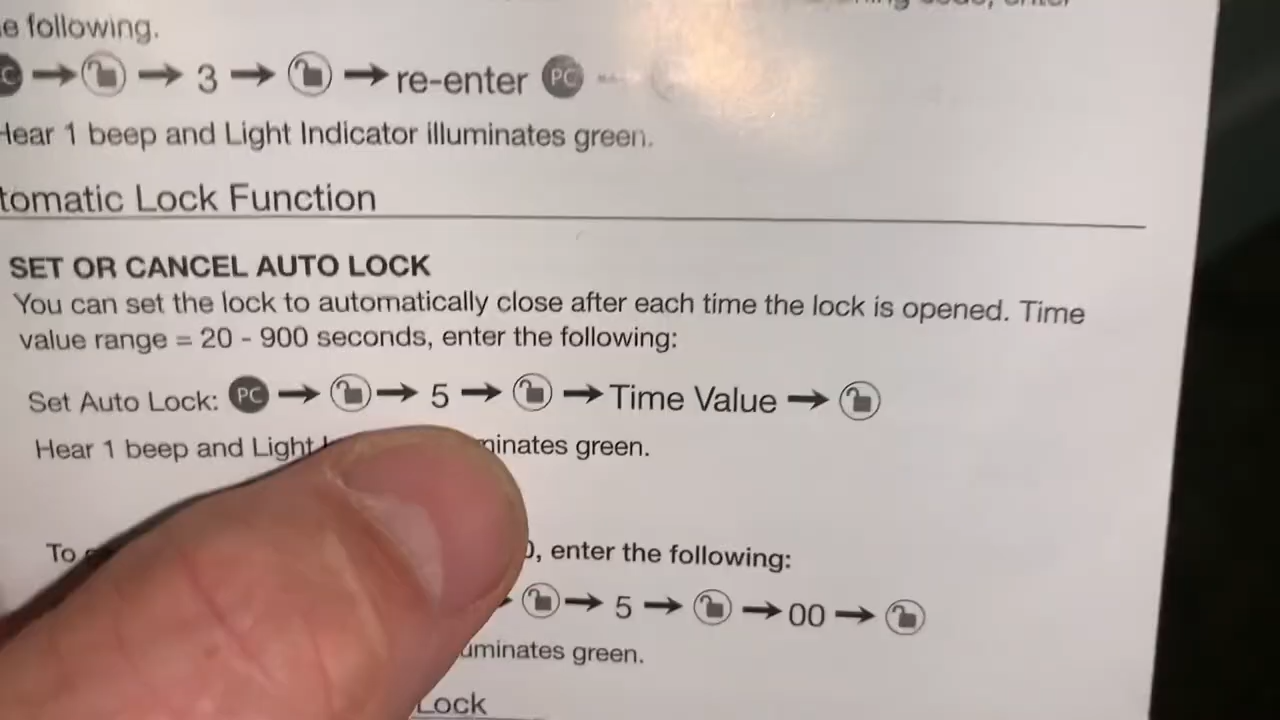 e following.
C → → 3 → → re-enter PC
Hear 1 beep and Light Indicator illuminates green.
tomatic Lock Function
SET OR CANCEL AUTO LOCK
You can set the lock to automatically close after each time the lock is opened. Time
value range = 20 - 900 seconds, enter the following:
Set Auto Lock: PC → → 5 → → Time Value →
Hear 1 beep and Light inates green.
To , enter the following:
→ 5 → → 00 →
uminates green.
Lock